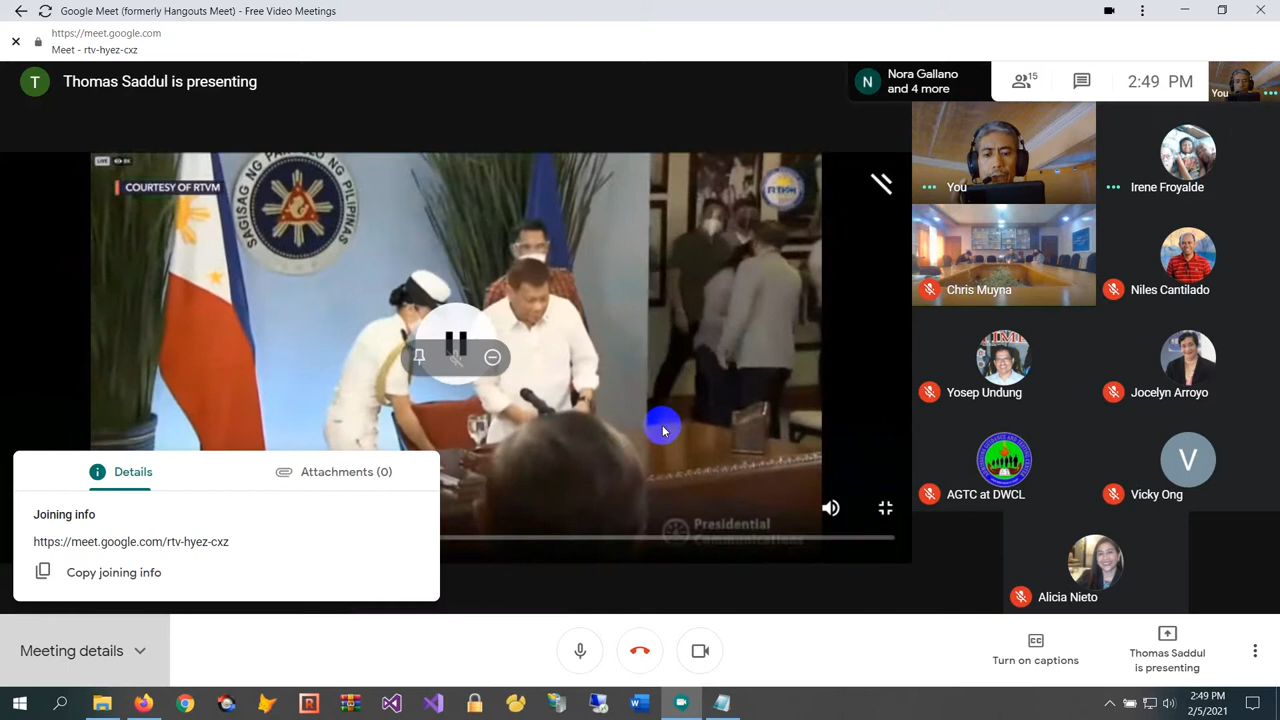 Google Meet (formerly Hangouts Meet) - Free Video Meetings
https://meet.google.com
Meet - rtv-hyez-cxz
T
Thomas Saddul is presenting
N
Nora Gallano
and 4 more
15
2:49 PM
You
LIVE
COURTESY OF RTVM
SAGISAG NG PANGULO NG PILIPINAS
RTVM
Presidential
Communications
You
Irene Froyalde
Chris Muyna
Niles Cantilado
Yosep Undung
Jocelyn Arroyo
AGTC at DWCL
V
Vicky Ong
Alicia Nieto
Details
Attachments (0)
Joining info
https://meet.google.com/rtv-hyez-cxz
Copy joining info
Meeting details
CC
Turn on captions
Thomas Saddul
is presenting
2:49 PM
2/5/2021